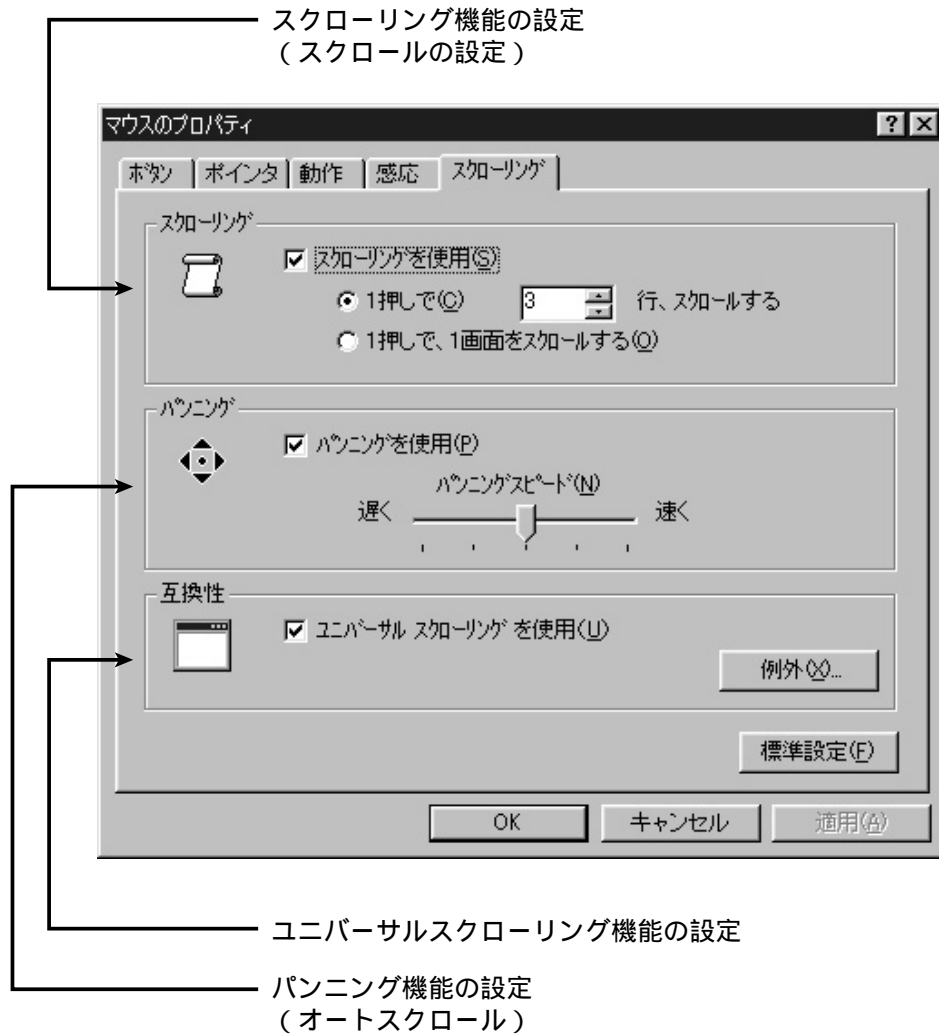 スクローリング機能の設定
(スクロールの設定)
マウスのプロパティ
ボタン ポインタ 動作 感応 スクローリング
スクローリング
スクローリングを使用(S)
1押しで(C) 3 行、スクロールする
1押しで、1画面をスクロールする(O)
パンニング
パンニングを使用(P)
パンニングスピード(N)
遅く 速く
互換性
ユニバーサル スクローリング を使用(U)
例外(X)...
標準設定(F)
OK キャンセル 適用(A)
ユニバーサルスクローリング機能の設定
パンニング機能の設定
(オートスクロール)